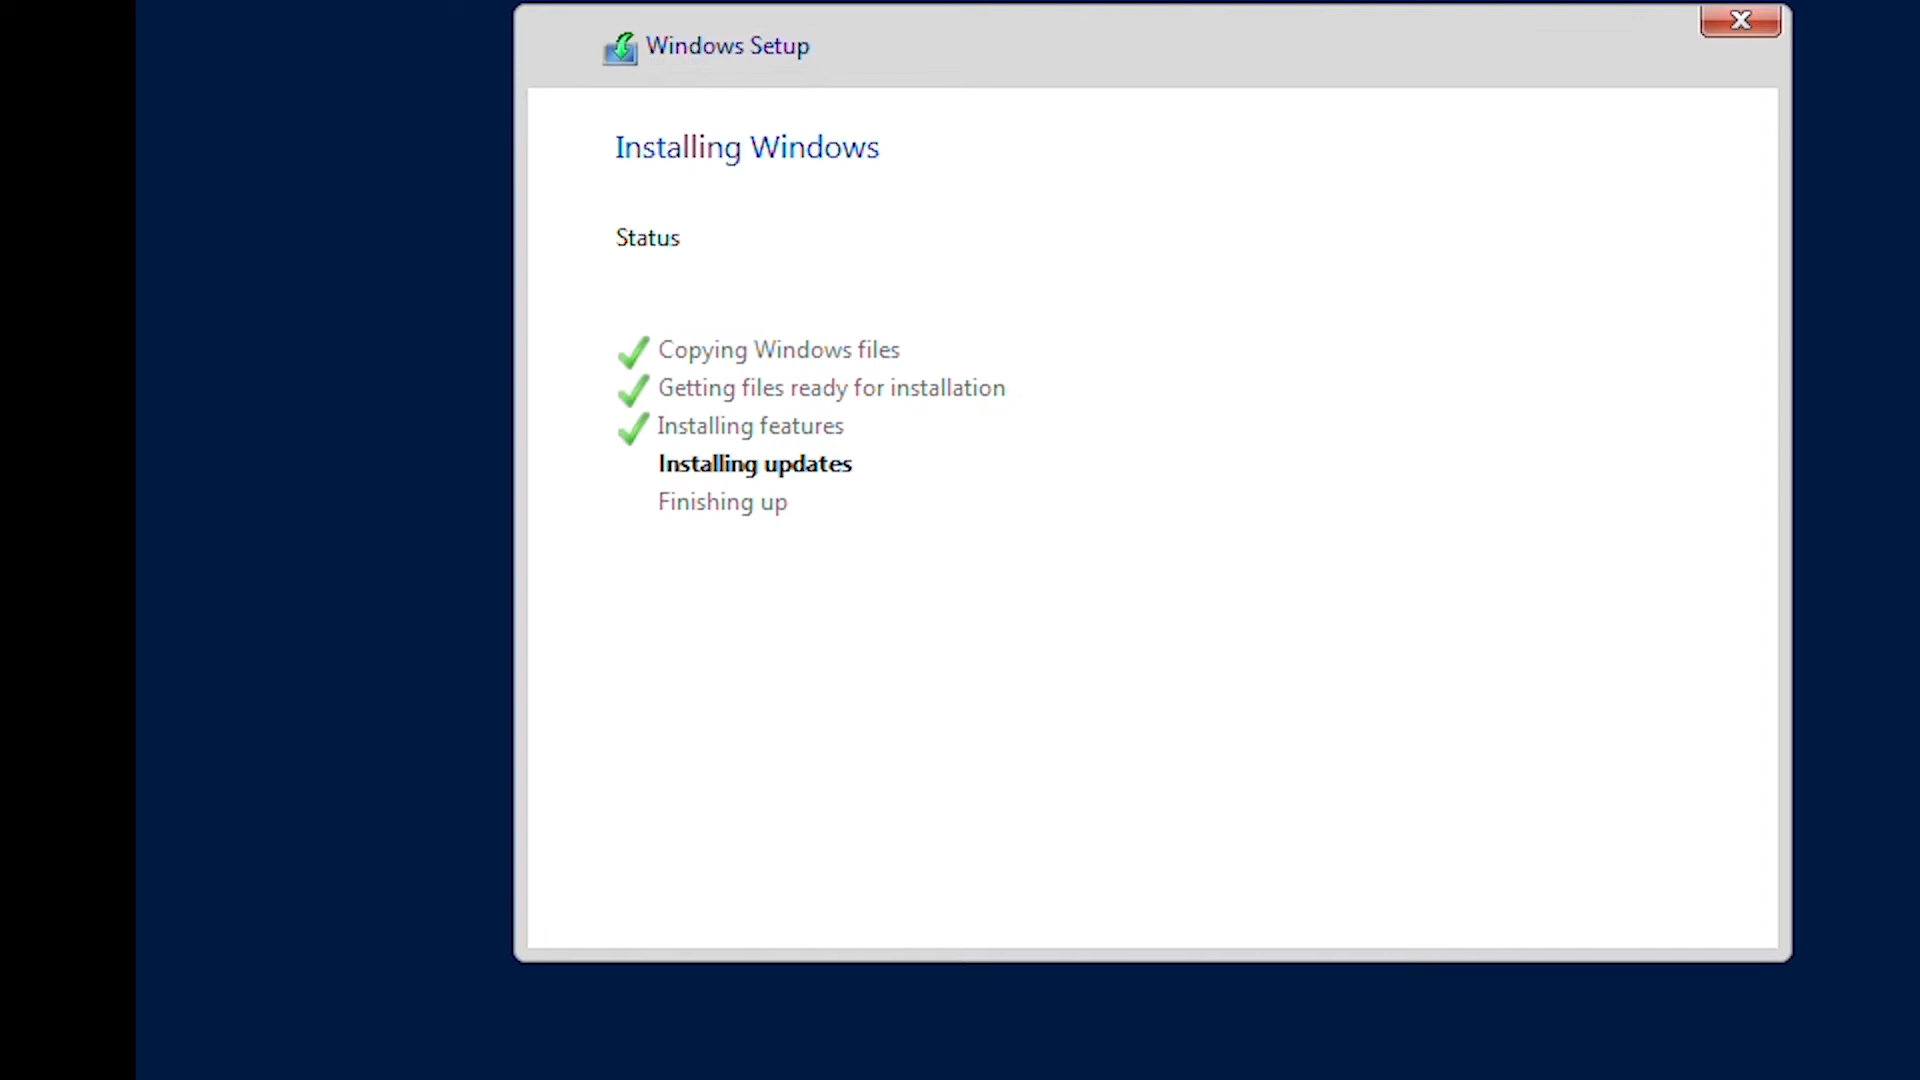 Windows Setup
Installing Windows
Status
Copying Windows files
Getting files ready for installation
Installing features
Installing updates
Finishing up